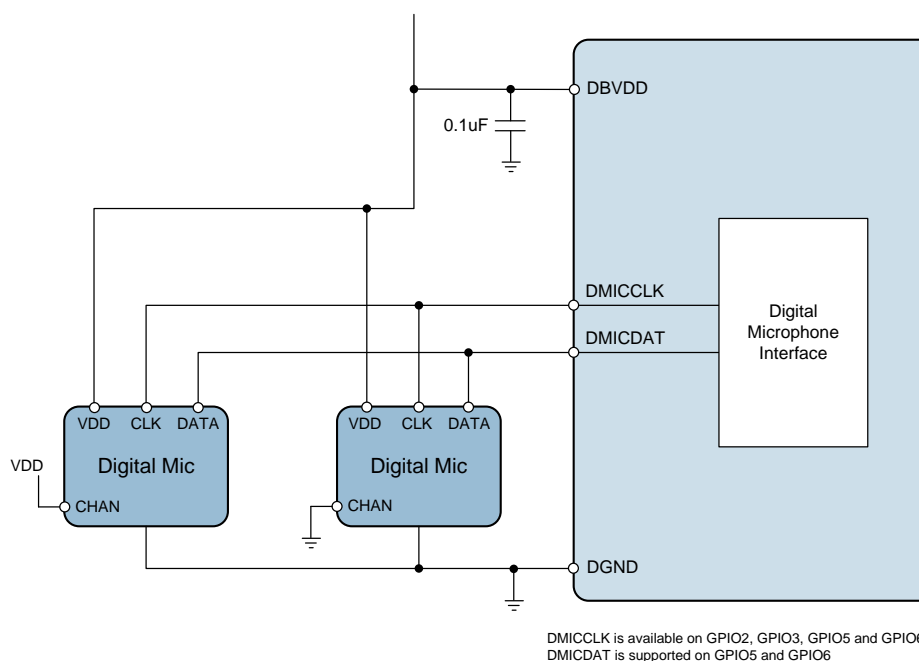 DBVDD
0.1uF
DMICCLK
Digital
Microphone
Interface
DMICDAT
VDD CLK DATA
VDD CLK DATA
Digital Mic
Digital Mic
VDD
CHAN
CHAN
DGND
DMICCLK is available on GPIO2, GPIO3, GPIO5 and GPIO6
DMICDAT is supported on GPIO5 and GPIO6